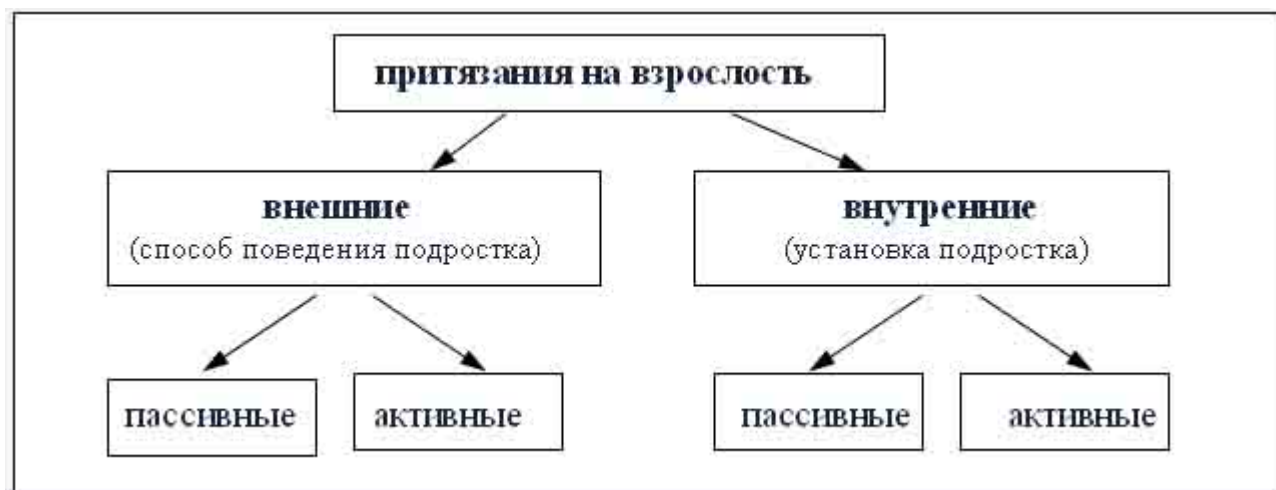 притязания на взрослость
внешние
(способ поведения подростка)
внутренние
(установка подростка)
пассивные
активные
пассивные
активные